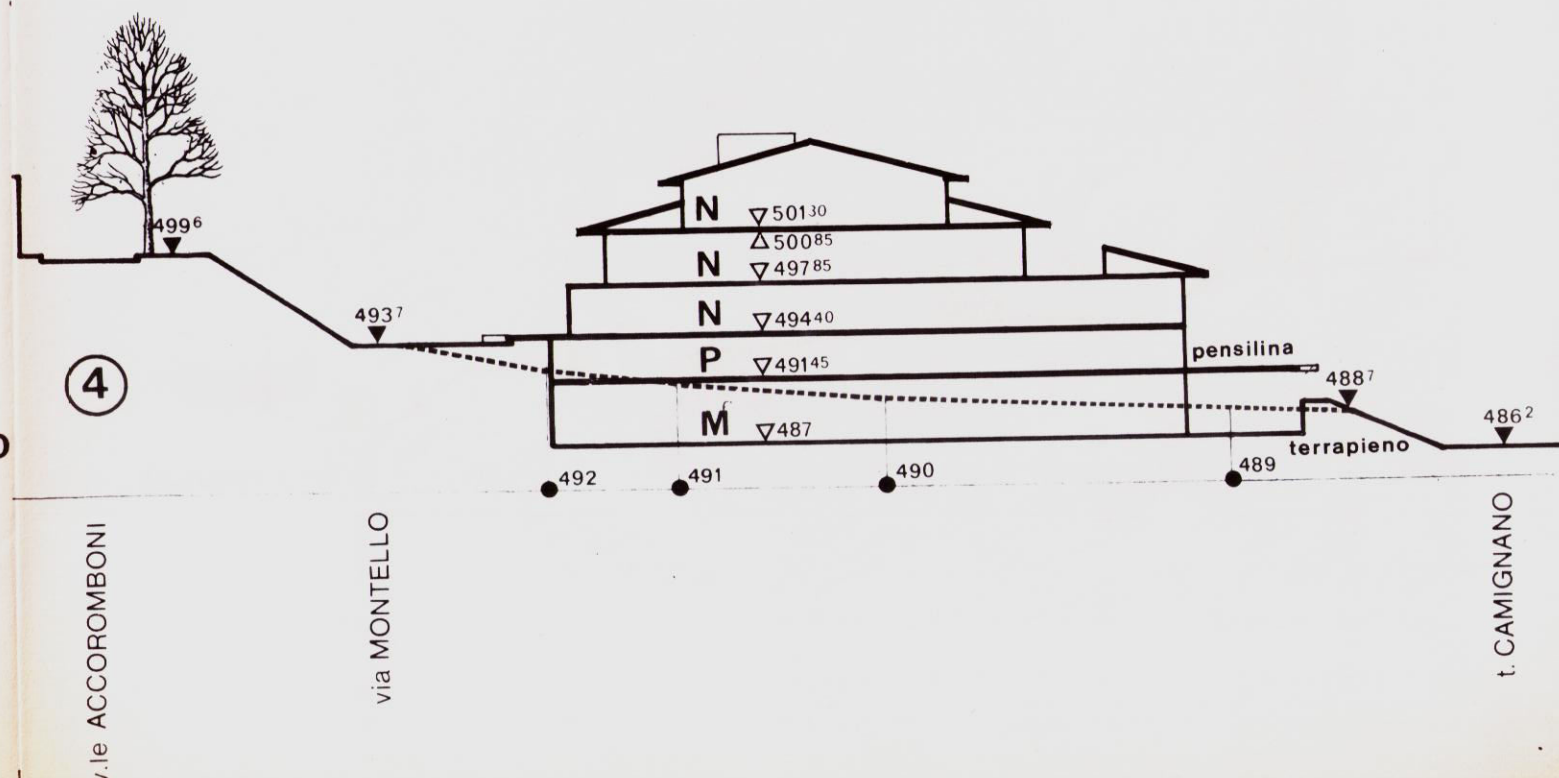 499⁶
493⁷
④
N
501³⁰
500⁸⁵
N
497⁸⁵
N
494⁴⁰
P
491⁴⁵
pensilina
488⁷
M
487
terrapieno
486²
492
491
490
489
v.le ACCOROMBONI
via MONTELLO
t. CAMIGNANO